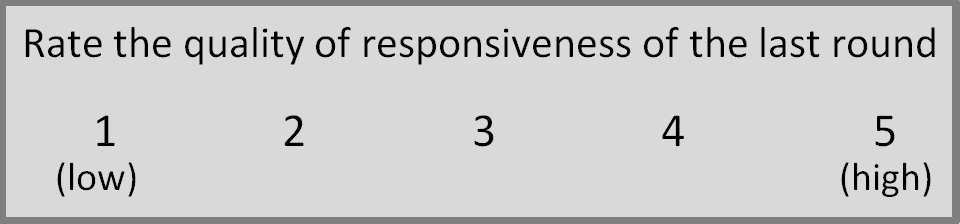 Rate the quality of responsiveness of the last round
1 2 3 4 5
(low) (high)